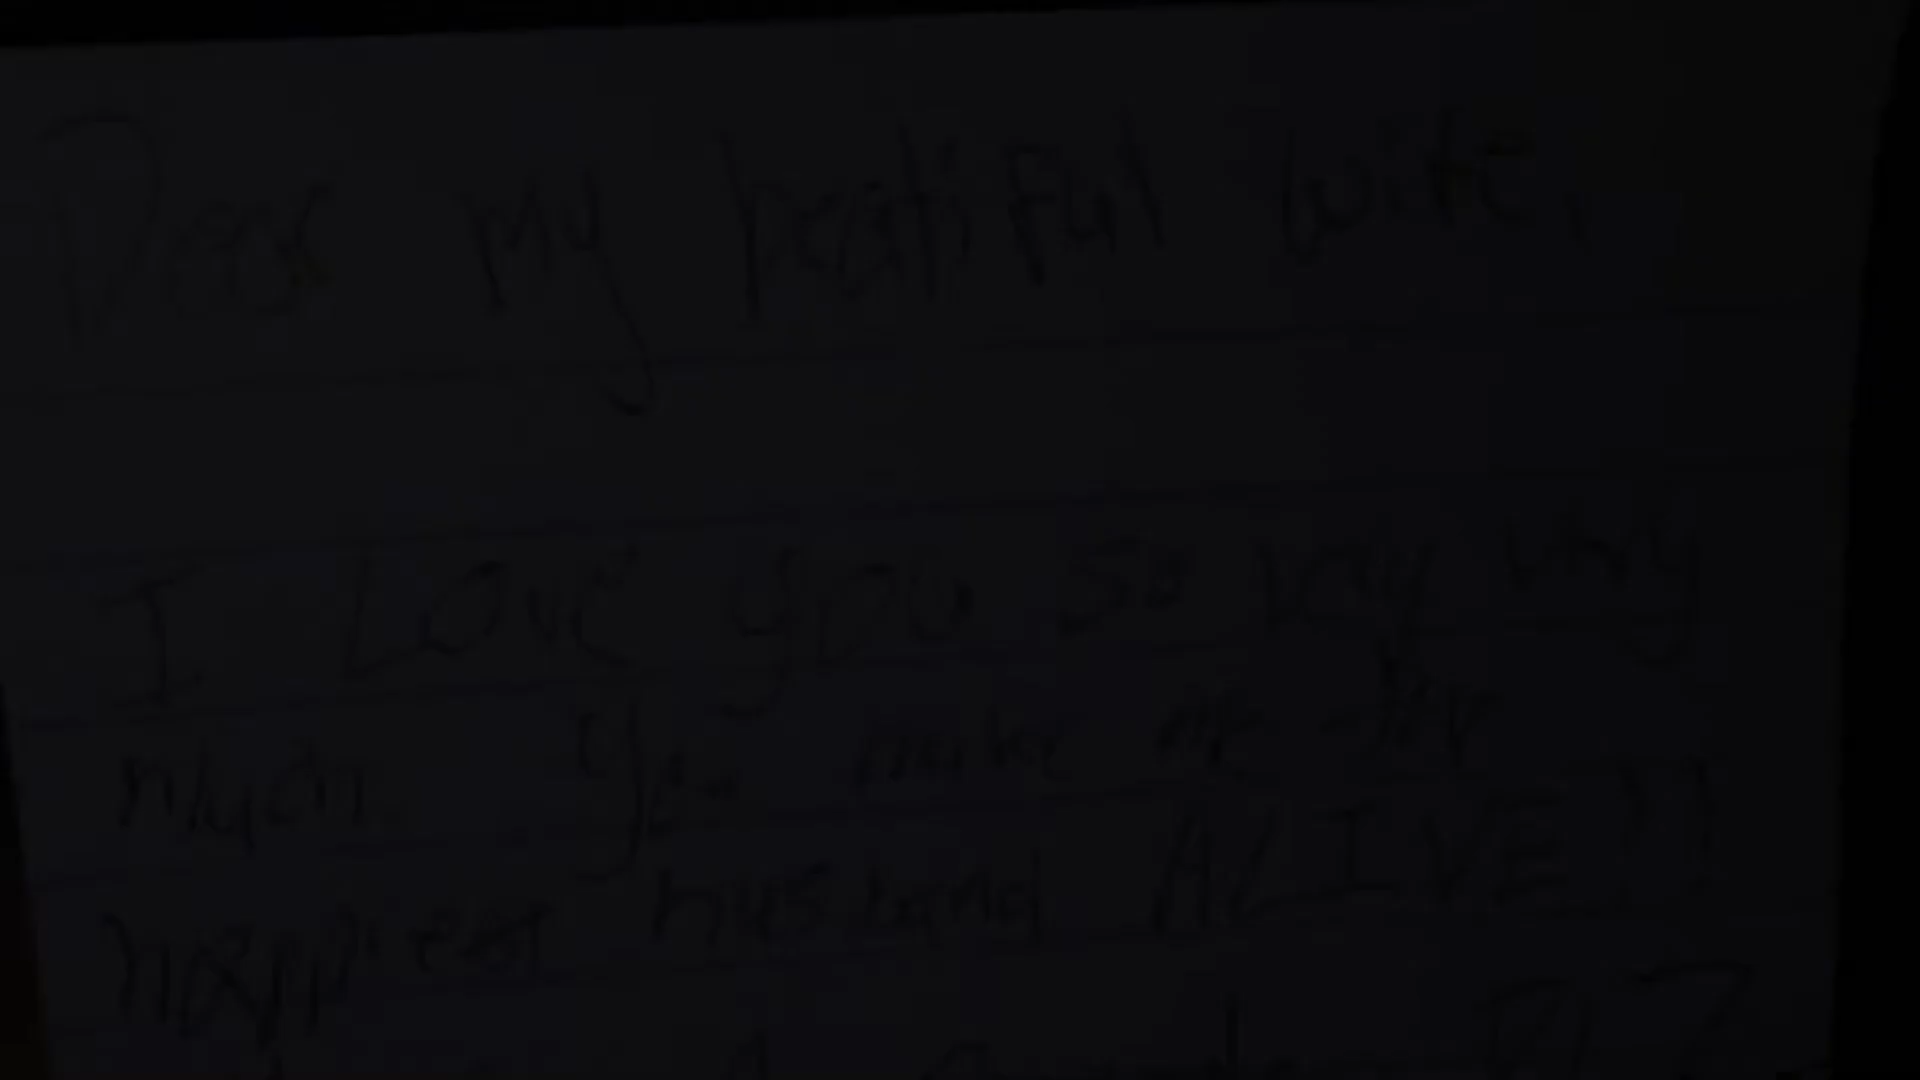 Dear my beatiful wife,
I Love you so very very
much. You make me the
happiest husband ALIVE!!